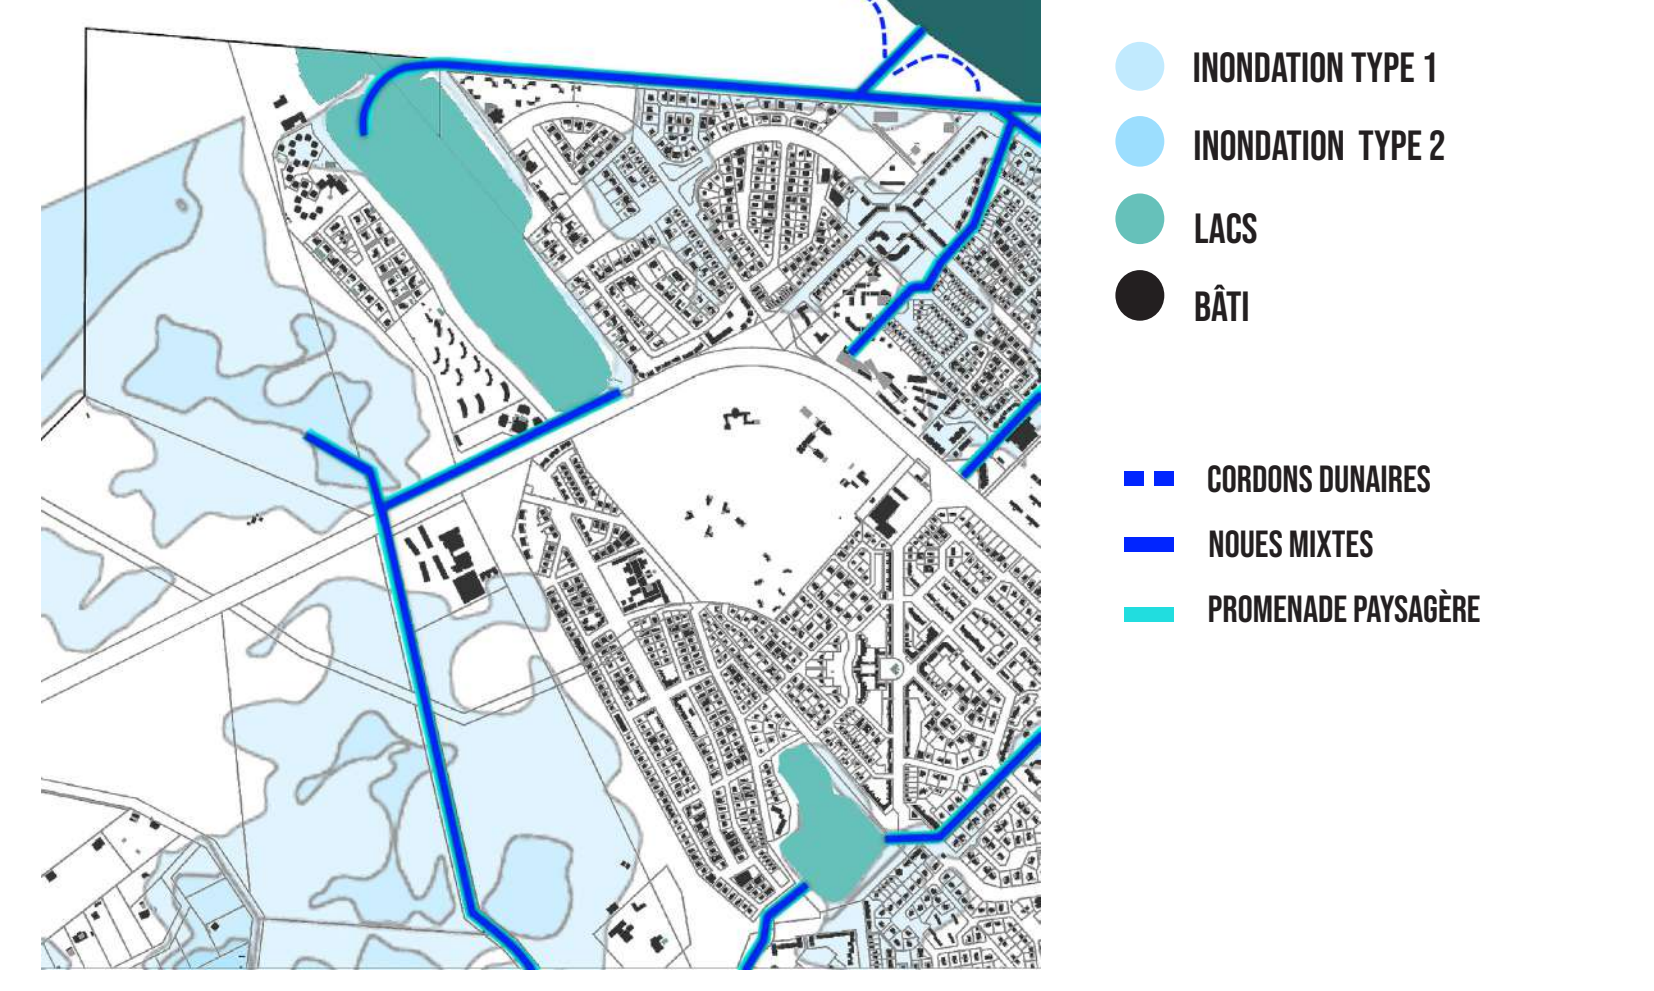 INONDATION TYPE 1
INONDATION TYPE 2
LACS
BÂTI
CORDONS DUNAIRES
NOUES MIXTES
PROMENADE PAYSAGÈRE